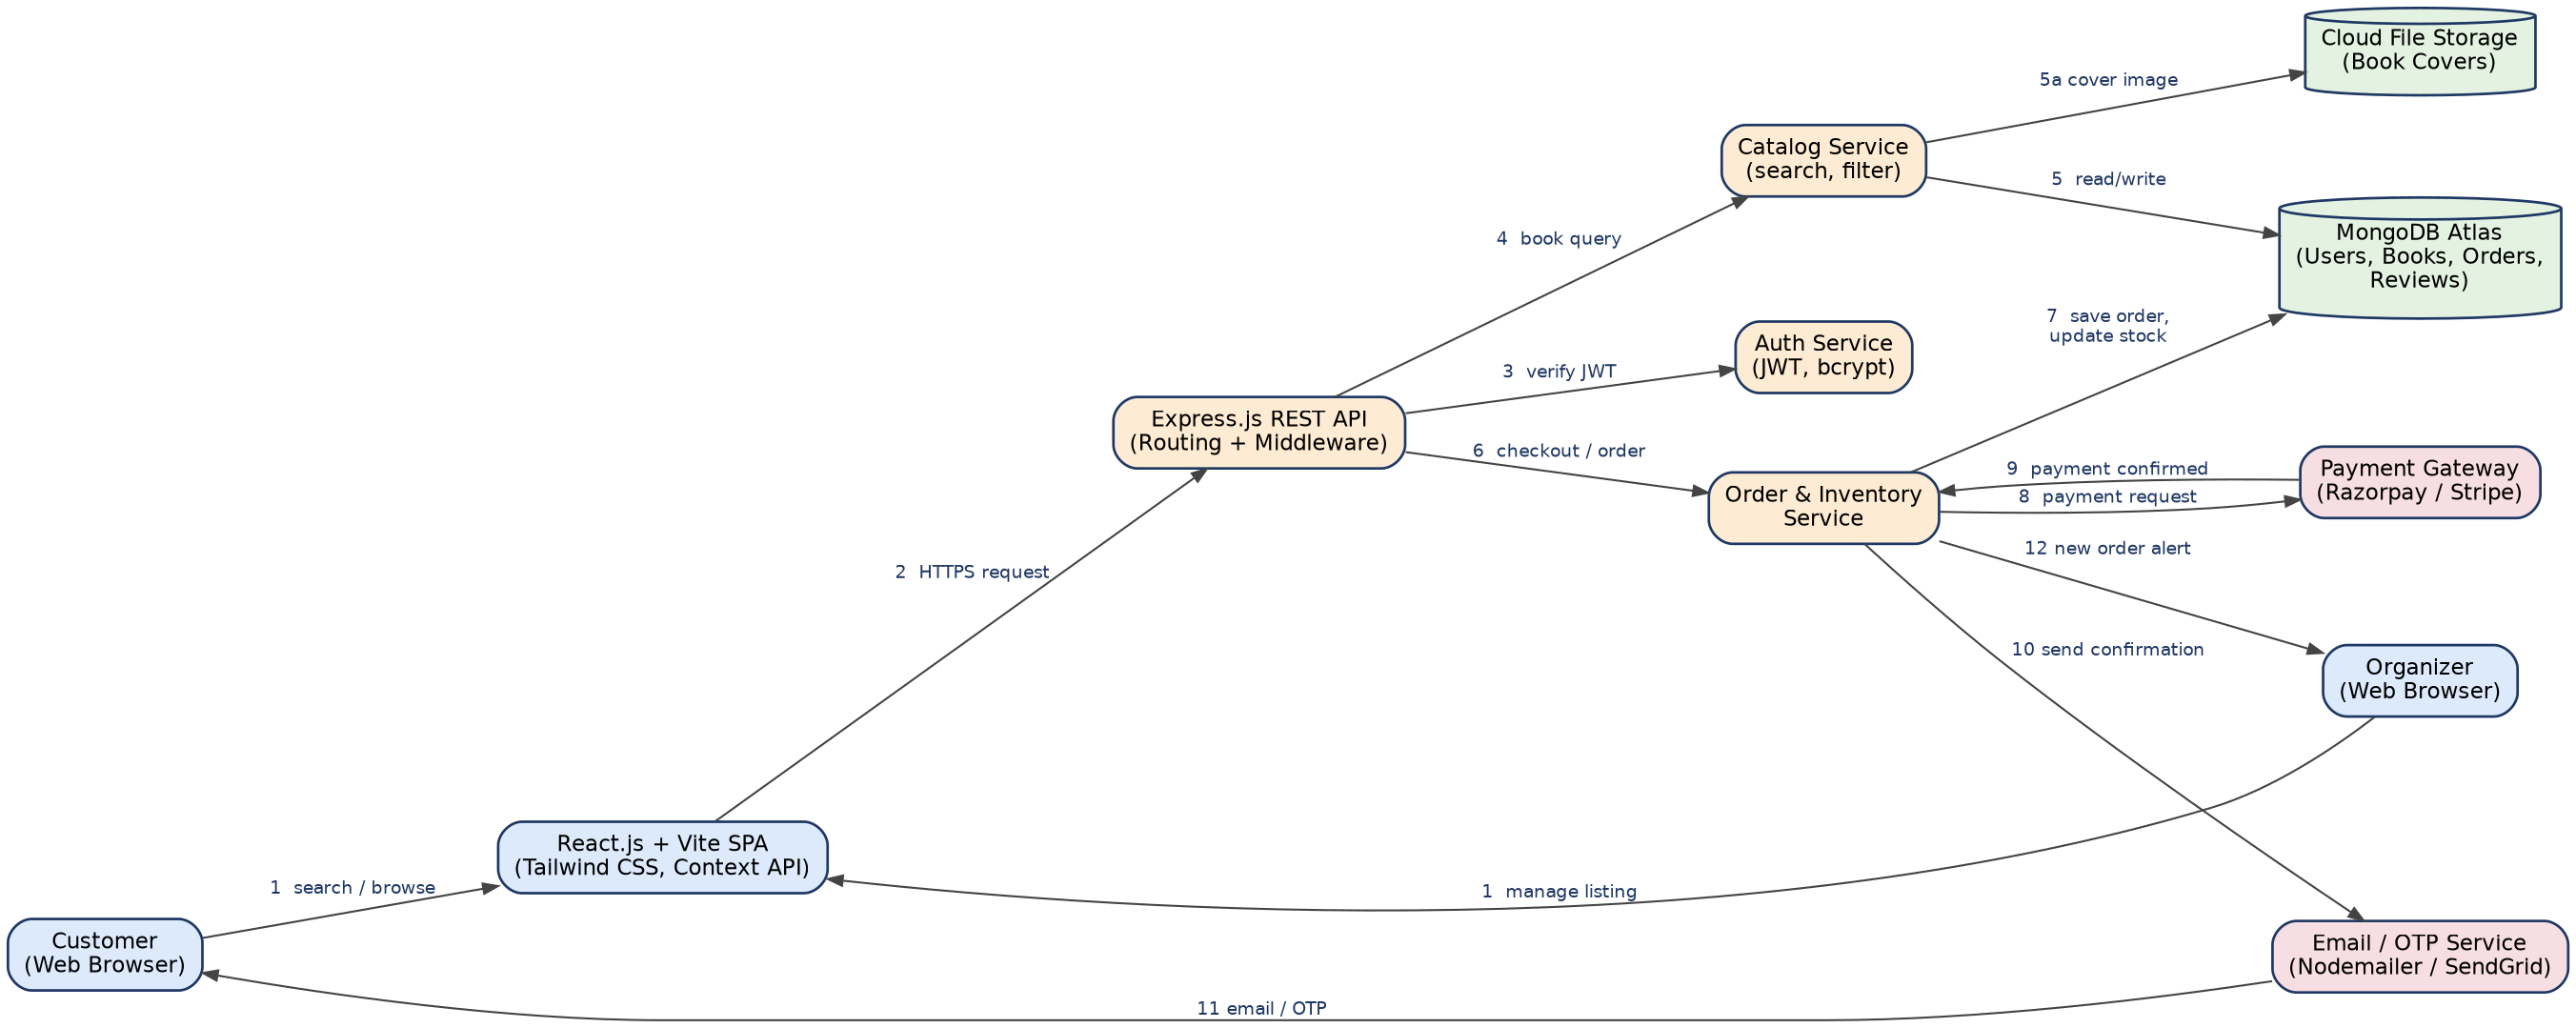 Cloud File Storage
(Book Covers)
5a cover image
Catalog Service
(search, filter)
5  read/write
MongoDB Atlas
(Users, Books, Orders,
Reviews)
4  book query
7  save order,
update stock
Auth Service
(JWT, bcrypt)
3  verify JWT
Express.js REST API
(Routing + Middleware)
6  checkout / order
9  payment confirmed
Payment Gateway
(Razorpay / Stripe)
8  payment request
Order & Inventory
Service
12 new order alert
2  HTTPS request
10 send confirmation
Organizer
(Web Browser)
React.js + Vite SPA
(Tailwind CSS, Context API)
1  search / browse
1  manage listing
Customer
(Web Browser)
Email / OTP Service
(Nodemailer / SendGrid)
11 email / OTP